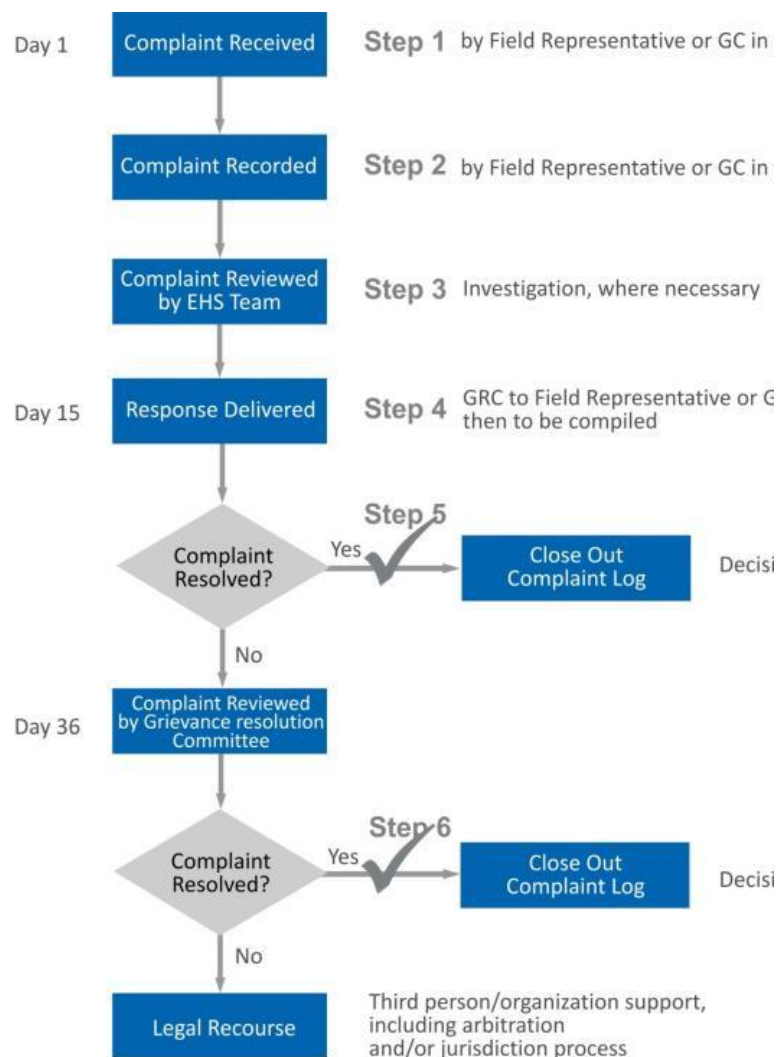 Day 1
Complaint Received
Step 1 by Field Representative or GC in
Complaint Recorded
Step 2 by Field Representative or GC in
Complaint Reviewed
by EHS Team
Step 3 Investigation, where necessary
Day 15
Response Delivered
Step 4
GRC to Field Representative or
then to be compiled
Step 5
Complaint
Resolved?
Yes
Close Out
Complaint Log
No
Day 36
Complaint Reviewed
by Grievance resolution
Committee
Step 6
Complaint
Resolved?
Yes
Close Out
Complaint Log
No
Legal Recourse
Third person/organization support,
including arbitration
and/or jurisdiction process